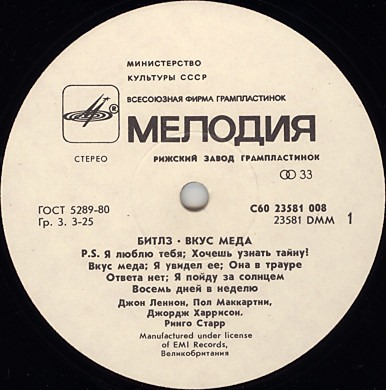 МИНИСТЕРСТВО
КУЛЬТУРЫ СССР
ВСЕСОЮЗНАЯ ФИРМА ГРАМПЛАСТИНОК
МЕЛОДИЯ
СТЕРЕО
РИЖСКИЙ ЗАВОД ГРАМПЛАСТИНОК
33
ГОСТ 5289-80
Гр. 3. 3-25
С60 23581 008
23581 DMM 1
БИТЛЗ · ВКУС МЕДА
P.S. Я люблю тебя; Хочешь узнать тайну?
Вкус меда; Я увидел ее; Она в трауре
Ответа нет; Я пойду за солнцем
Восемь дней в неделю
Джон Леннон, Пол Маккартни,
Джордж Харрисон.
Ринго Старр
Manufactured under license
of EMI Records,
Великобритания